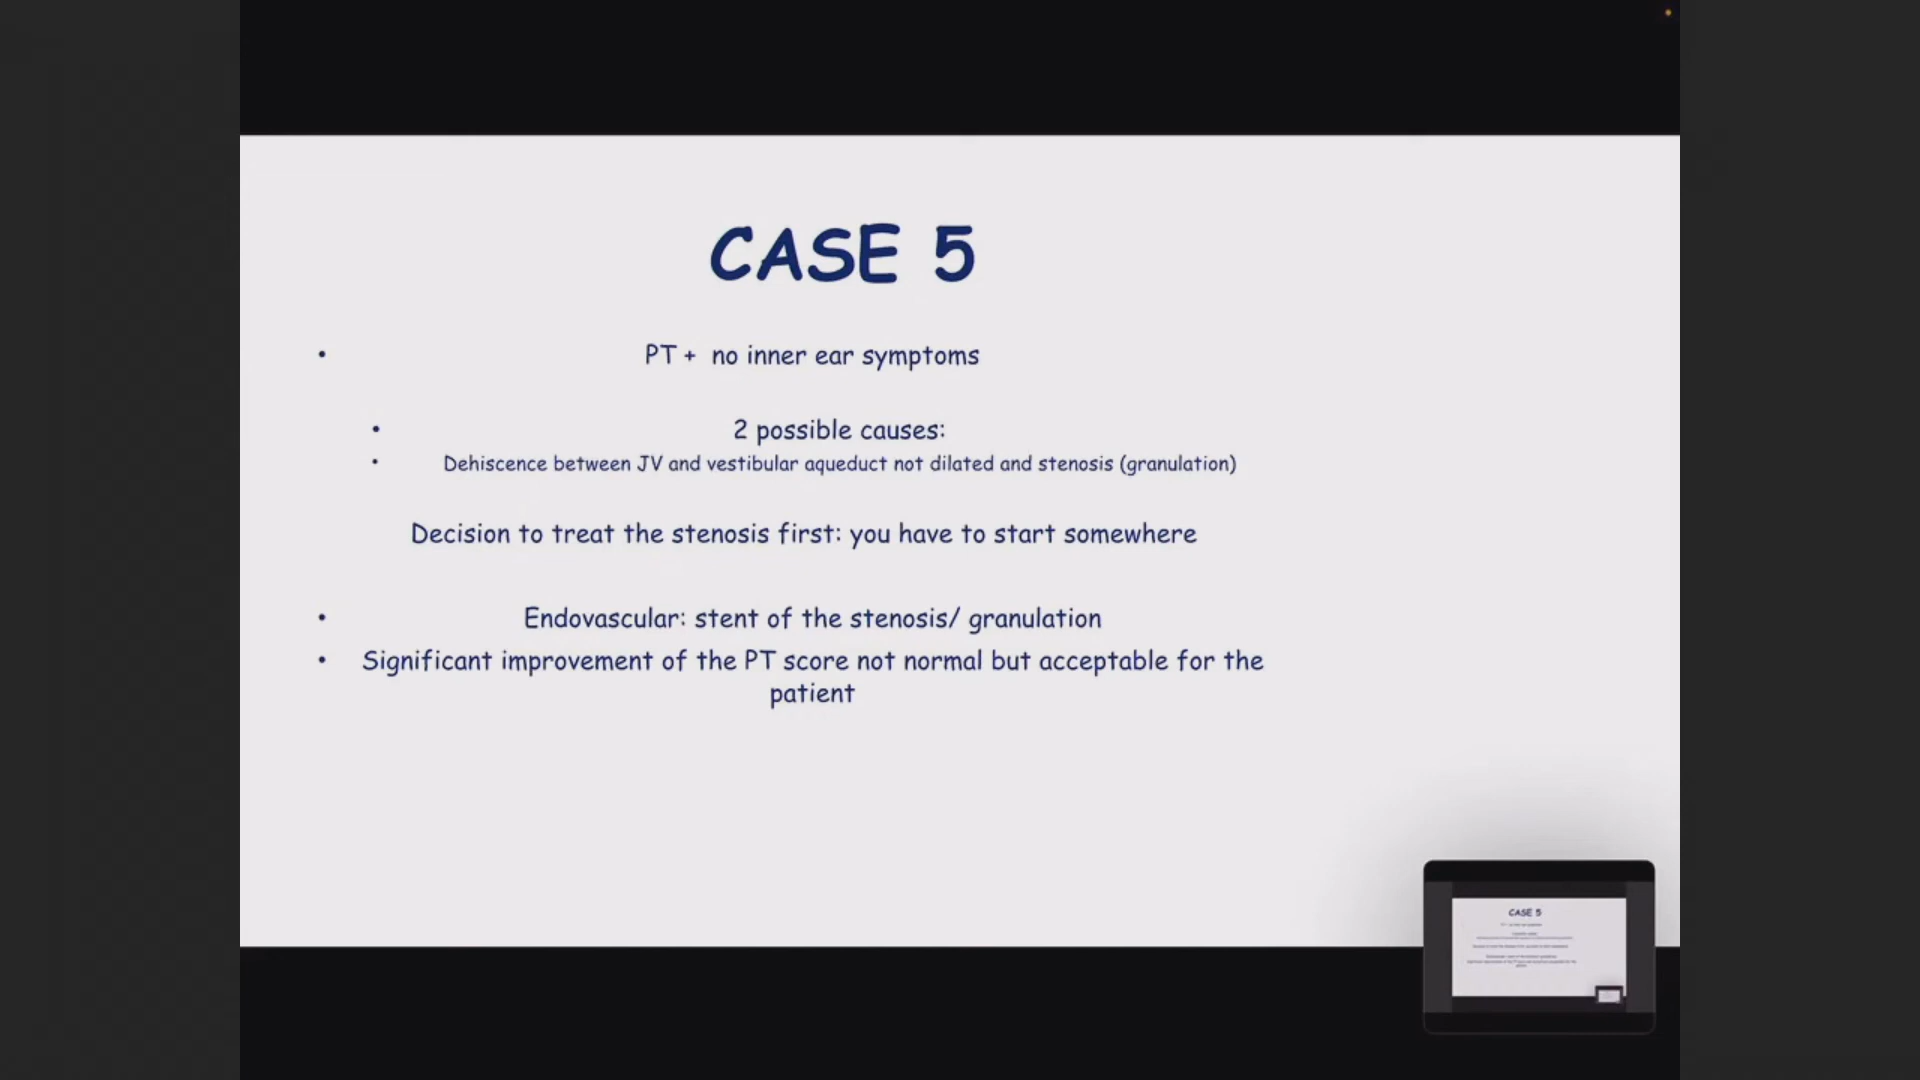 CASE 5
• PT + no inner ear symptoms
• 2 possible causes:
• Dehiscence between JV and vestibular aqueduct not dilated and stenosis (granulation)
Decision to treat the stenosis first: you have to start somewhere
• Endovascular: stent of the stenosis/ granulation
• Significant improvement of the PT score not normal but acceptable for the
patient
CASE 5